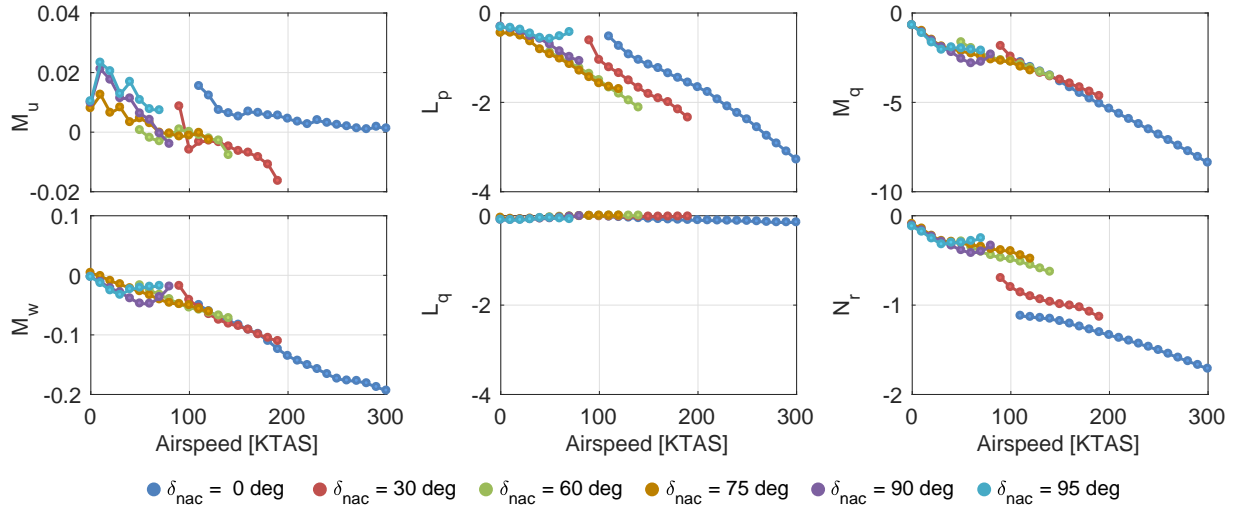 0.04
0.02
0
-0.02
M_u
0
-2
-4
L_p
0
-5
-10
M_q
0.1
0
-0.1
-0.2
M_w
0 100 200 300
Airspeed [KTAS]
0
-2
-4
L_q
0 100 200 300
Airspeed [KTAS]
0
-1
-2
N_r
0 100 200 300
Airspeed [KTAS]
δ_nac = 0 deg δ_nac = 30 deg δ_nac = 60 deg δ_nac = 75 deg δ_nac = 90 deg δ_nac = 95 deg